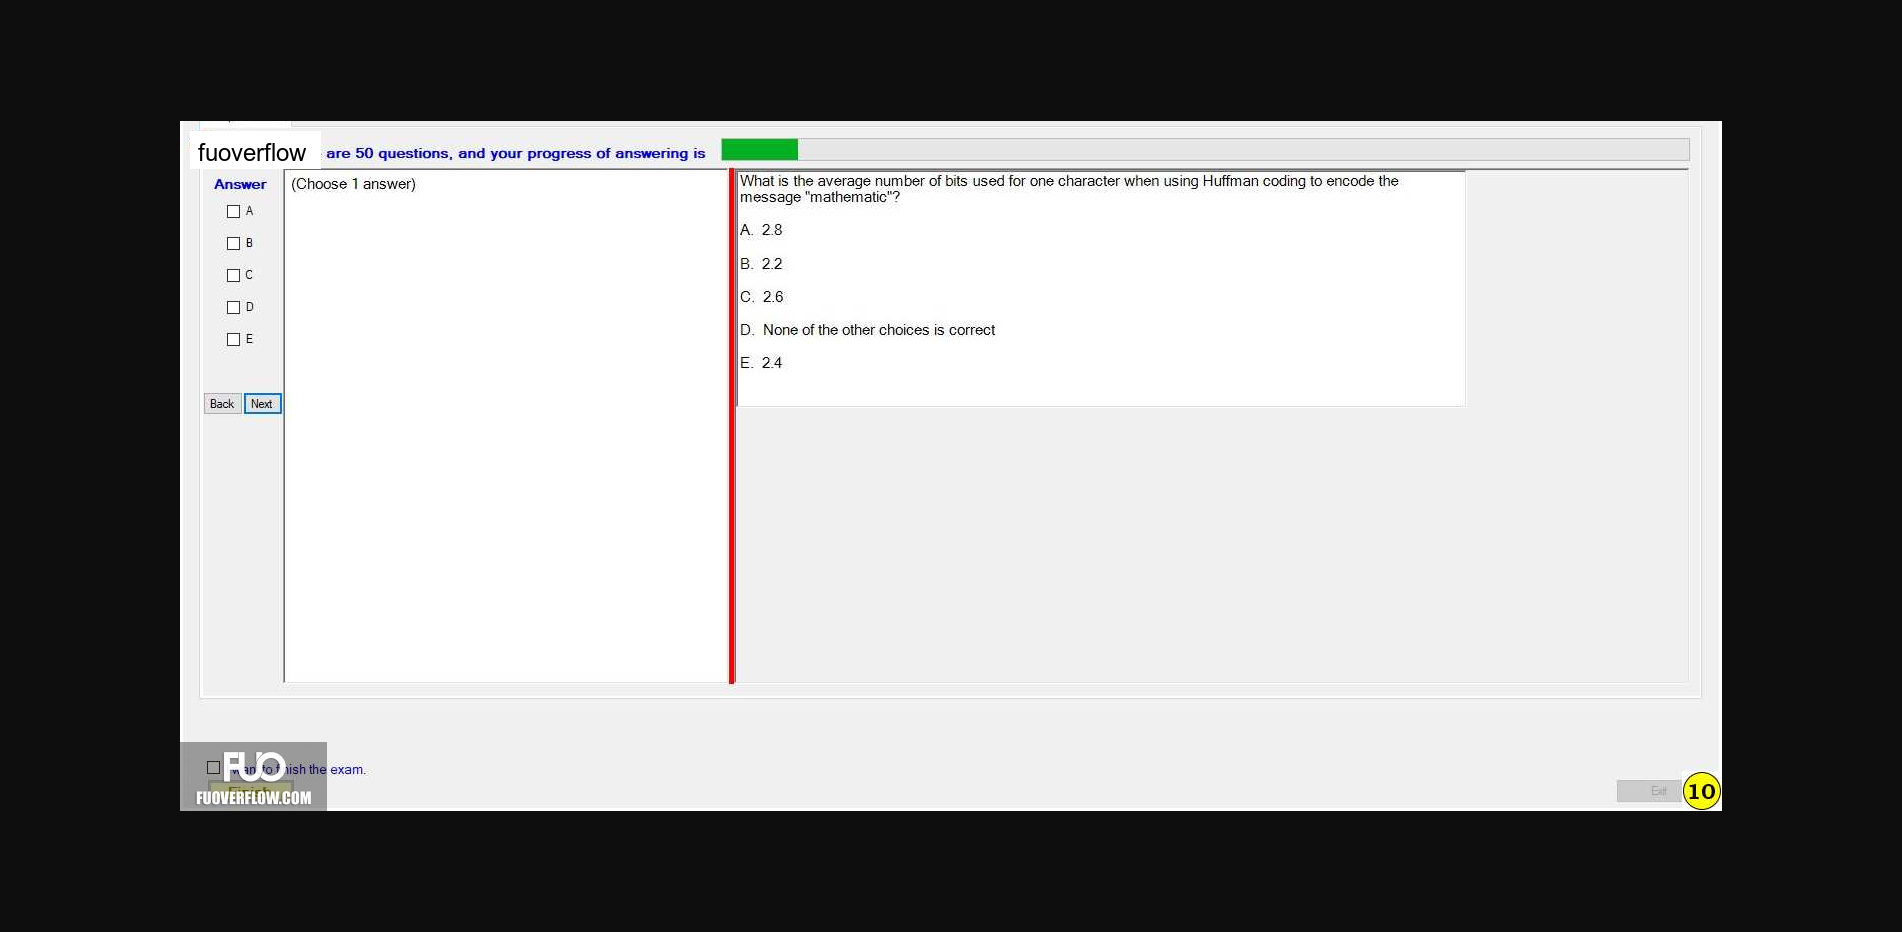 fuoverflow are 50 questions, and your progress of answering is
Answer
A
B
C
D
E
Back Next
(Choose 1 answer)
What is the average number of bits used for one character when using Huffman coding to encode the
message "mathematic"?
A. 2.8
B. 2.2
C. 2.6
D. None of the other choices is correct
E. 2.4
FUO
want to finish the exam.
Finish
FUOVERFLOW.COM
Exit
10